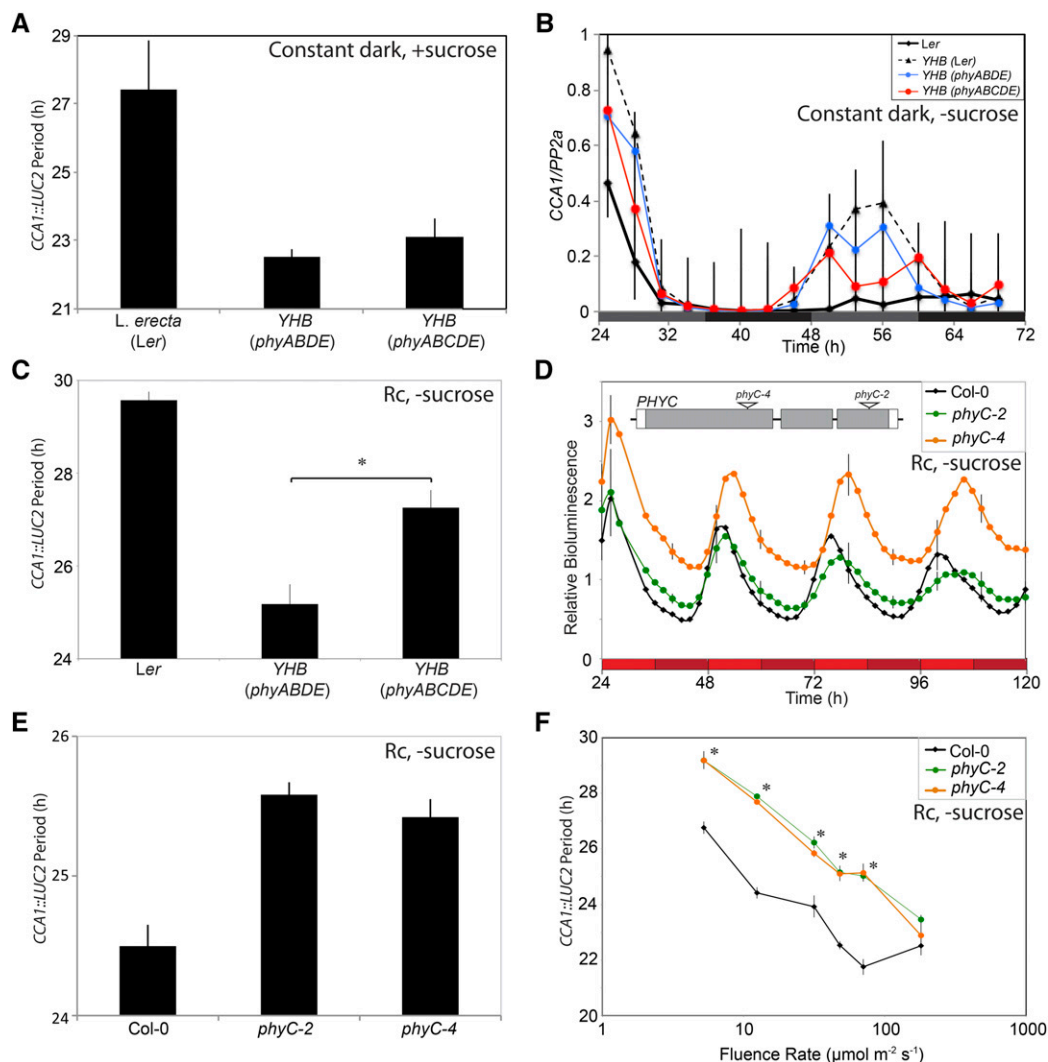 A
Constant dark, +sucrose
CCA1::LUC2 Period (h)
29
27
25
23
21
L. erecta
(Ler)
YHB
(phyABDE)
YHB
(phyABCDE)
B
Ler
YHB (Ler)
YHB (phyABDE)
YHB (phyABCDE)
Constant dark, -sucrose
CCA1/PP2a
1
0.8
0.6
0.4
0.2
0
24 32 40 48 56 64 72
Time (h)
C
Rc, -sucrose
CCA1::LUC2 Period (h)
30
28
26
24
*
Ler
YHB
(phyABDE)
YHB
(phyABCDE)
D
PHYC
phyC-4
phyC-2
Col-0
phyC-2
phyC-4
Rc, -sucrose
Relative Bioluminescence
3
2
1
0
24 48 72 96 120
Time (h)
E
Rc, -sucrose
CCA1::LUC2 Period (h)
26
25
24
Col-0 phyC-2 phyC-4
F
Col-0
phyC-2
phyC-4
Rc, -sucrose
CCA1::LUC2 Period (h)
30
28
26
24
22
20
* * * * *
1 10 100 1000
Fluence Rate (µmol m⁻² s⁻¹)